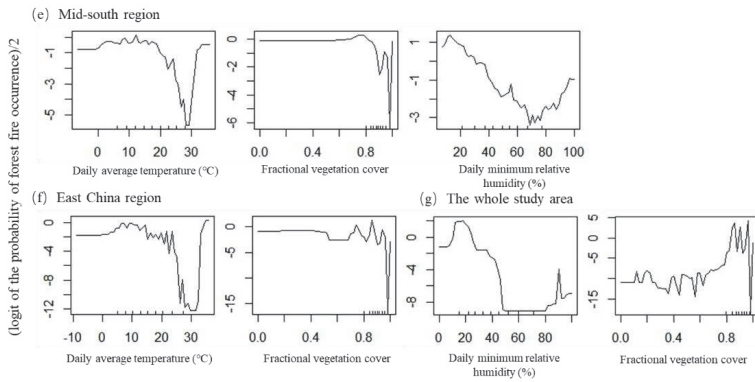 (e) Mid-south region
(logit of the probability of forest fire occurrence)/2
-1
-3
-5
0 10 20 30
Daily average temperature (℃)
0
-2
-4
-6
0.0 0.4 0.8
Fractional vegetation cover
1
-1
-3
20 40 60 80 100
Daily minimum relative
humidity (%)
(f) East China region
0
-4
-8
-12
-10 0 10 20 30
Daily average temperature (℃)
0
-5
-15
0.0 0.4 0.8
Fractional vegetation cover
(g) The whole study area
0
-4
-8
0 20 40 60 80
Daily minimum relative
humidity (%)
5
-5
-15
0.0 0.4 0.8
Fractional vegetation cover